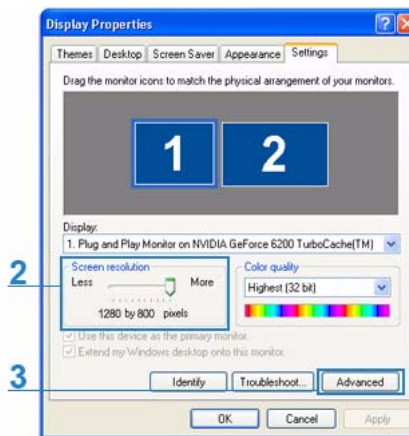 Display Properties
Themes Desktop Screen Saver Appearance Settings
Drag the monitor icons to match the physical arrangement of your monitors.
1 2
Display:
1. Plug and Play Monitor on NVIDIA GeForce 6200 TurboCache(TM)
2
Screen resolution
Less More
1280 by 800 pixels
Color quality
Highest (32 bit)
Use this device as the primary monitor.
Extend my Windows desktop onto this monitor.
3
Identify Troubleshoot... Advanced
OK Cancel Apply